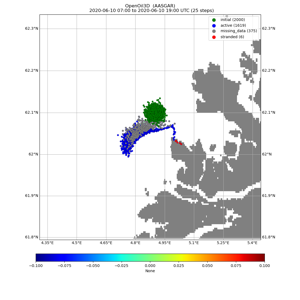 OpenOil3D (AASGAR)
2020-06-10 07:00 to 2020-06-10 19:00 UTC (25 steps)
initial (2000)
active (1619)
missing_data (375)
stranded (6)
62.3°N
62.3°N
62.2°N
62.2°N
62.1°N
62.1°N
62°N
62°N
61.9°N
61.9°N
61.8°N
61.8°N
4.35°E
4.5°E
4.65°E
4.8°E
4.95°E
5.1°E
5.25°E
5.4°E
−0.100
−0.075
−0.050
−0.025
0.000
0.025
0.050
0.075
0.100
None